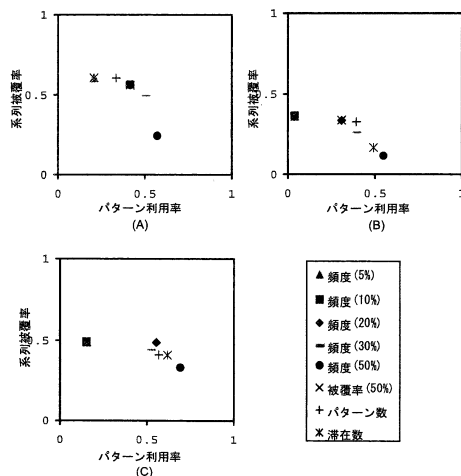 1
系列被覆率
0.5
0
0
0.5
1
パターン利用率
(A)
1
系列被覆率
0.5
0
0
0.5
1
パターン利用率
(B)
1
系列被覆率
0.5
0
0
0.5
1
パターン利用率
(C)
頻度(5%)
頻度(10%)
頻度(20%)
頻度(30%)
頻度(50%)
被覆率(50%)
パターン数
滞在数